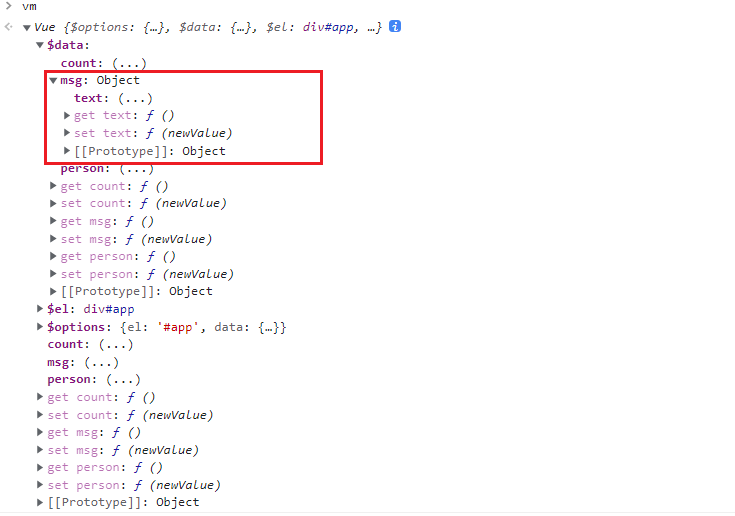 vm
Vue {$options: {…}, $data: {…}, $el: div#app, …} i
$data:
count: (...)
msg: Object
text: (...)
get text: ƒ ()
set text: ƒ (newValue)
[[Prototype]]: Object
person: (...)
get count: ƒ ()
set count: ƒ (newValue)
get msg: ƒ ()
set msg: ƒ (newValue)
get person: ƒ ()
set person: ƒ (newValue)
[[Prototype]]: Object
$el: div#app
$options: {el: '#app', data: {…}}
count: (...)
msg: (...)
person: (...)
get count: ƒ ()
set count: ƒ (newValue)
get msg: ƒ ()
set msg: ƒ (newValue)
get person: ƒ ()
set person: ƒ (newValue)
[[Prototype]]: Object